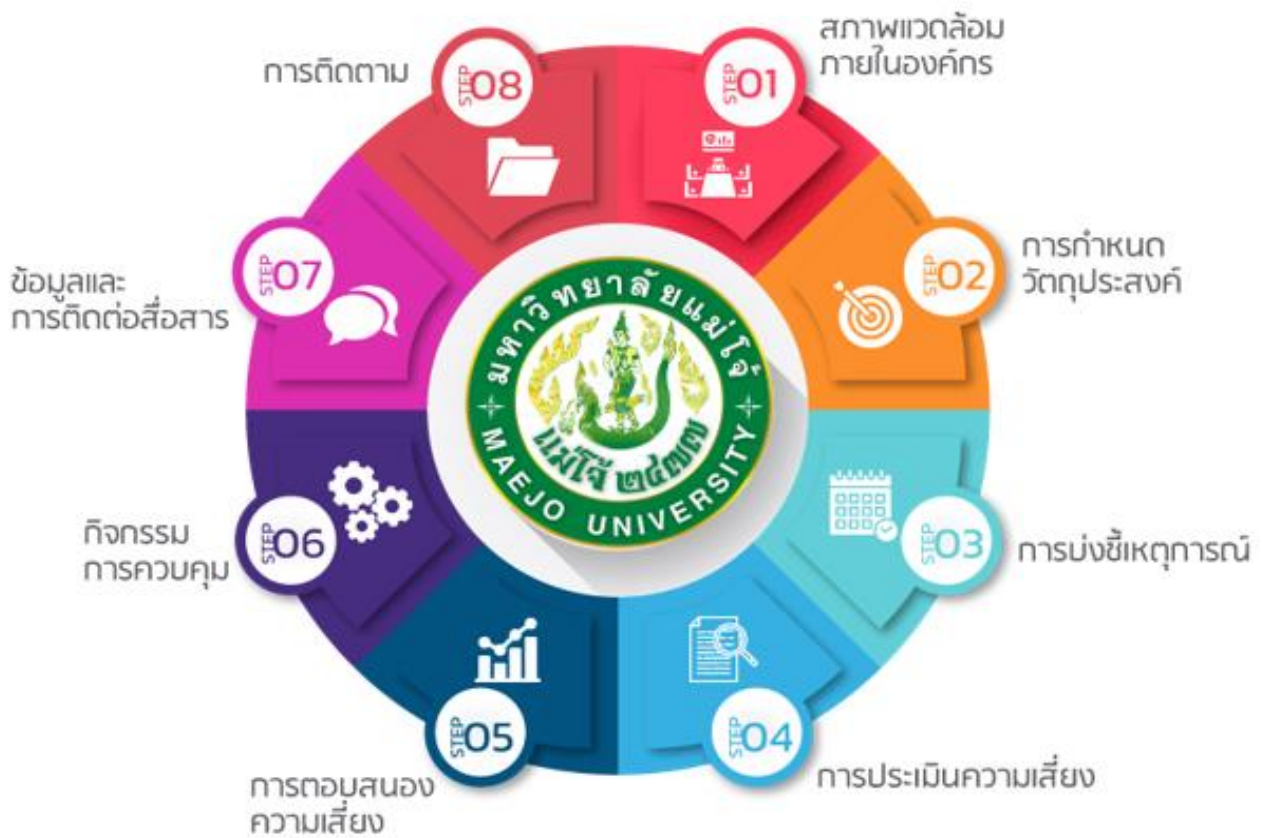 STEP 01
สภาพแวดล้อม
ภายในองค์กร
STEP 02
การกำหนด
วัตถุประสงค์
STEP 03
การบ่งชี้เหตุการณ์
STEP 04
การประเมินความเสี่ยง
STEP 05
การตอบสนอง
ความเสี่ยง
STEP 06
กิจกรรม
การควบคุม
STEP 07
ข้อมูลและ
การติดต่อสื่อสาร
STEP 08
การติดตาม
มหาวิทยาลัยแม่โจ้
แม่โจ้ ๒๔๗๗
MAEJO UNIVERSITY